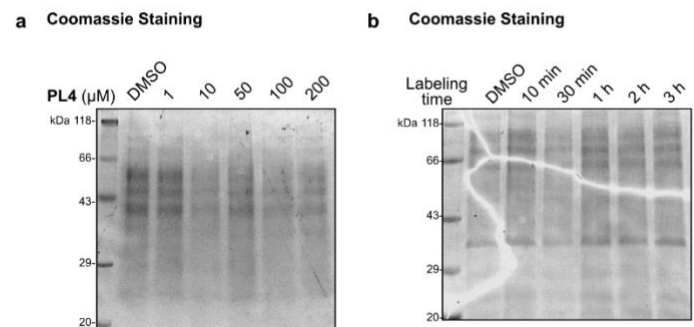 a Coomassie Staining
PL4 (µM) DMSO 1 10 50 100 200
kDa 118-
66-
43-
29-
20-
b Coomassie Staining
Labeling
time DMSO 10 min 30 min 1 h 2 h 3 h
kDa 118-
66-
43-
29-
20-